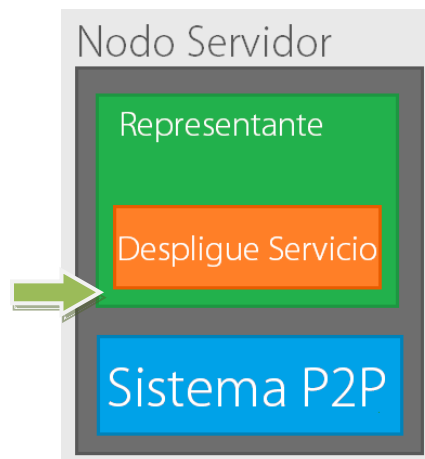 Nodo Servidor
Representante
Despligue Servicio
Sistema P2P